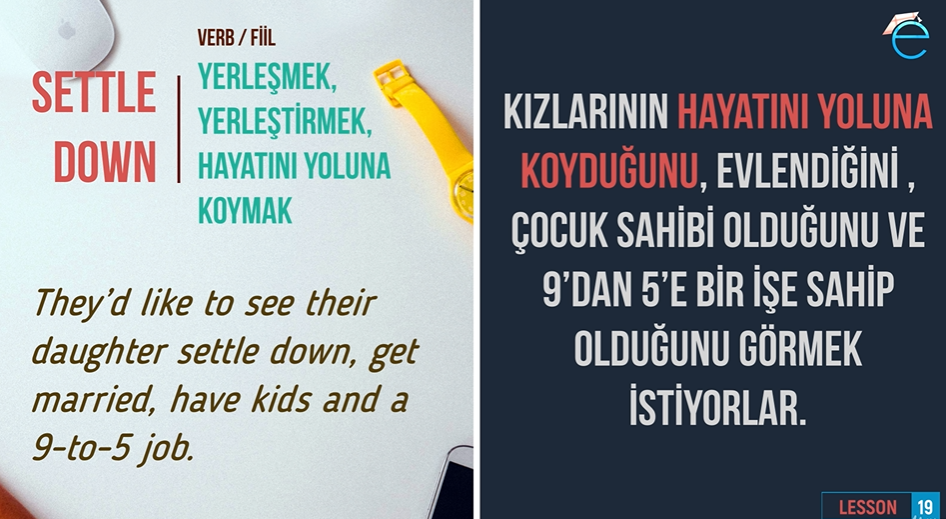 SETTLE
DOWN
VERB / FİİL
YERLEŞMEK,
YERLEŞTİRMEK,
HAYATINI YOLUNA
KOYMAK
They'd like to see their
daughter settle down, get
married, have kids and a
9-to-5 job.
e
KIZLARININ HAYATINI YOLUNA
KOYDUĞUNU, EVLENDİĞİNİ ,
ÇOCUK SAHİBİ OLDUĞUNU VE
9'DAN 5'E BİR İŞE SAHİP
OLDUĞUNU GÖRMEK
İSTİYORLAR.
LESSON 19